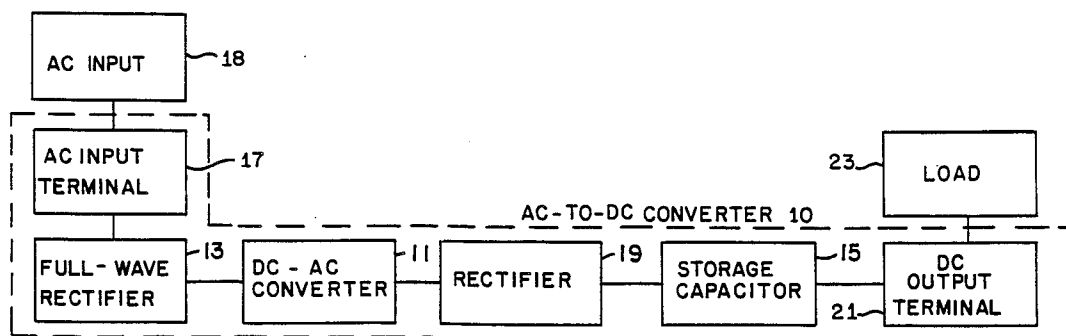 AC INPUT
18
AC INPUT
TERMINAL
17
23
LOAD
AC-TO-DC CONVERTER 10
FULL-WAVE
RECTIFIER
13
DC-AC
CONVERTER
11
RECTIFIER
19
STORAGE
CAPACITOR
15
DC
OUTPUT
TERMINAL
21